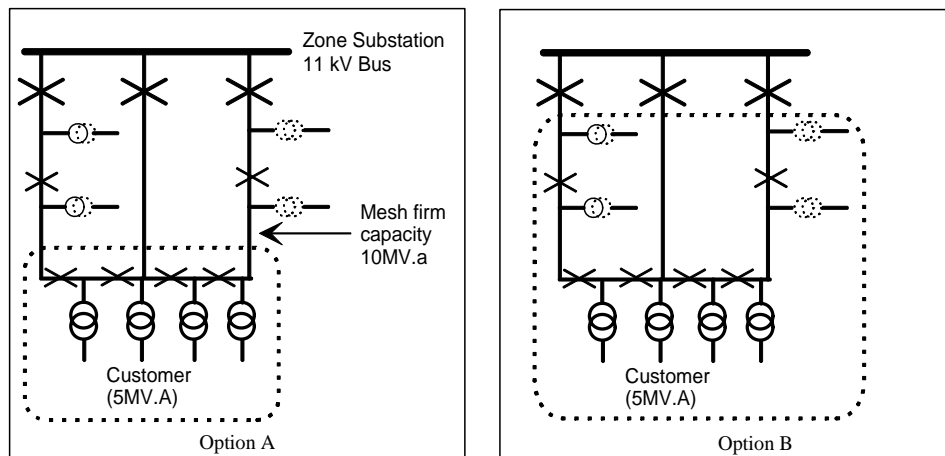 Zone Substation
11 kV Bus
Mesh firm
capacity
10MV.a
Customer
(5MV.A)
Option A
Customer
(5MV.A)
Option B